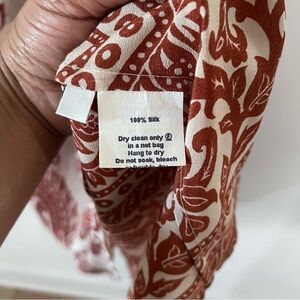 100% Silk
Dry clean only Ⓟ
in a net bag
Hang to dry
Do not soak, bleach